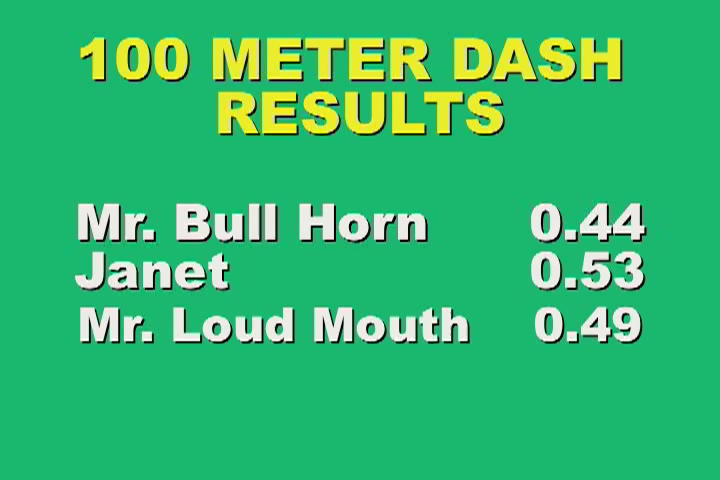 100 METER DASH
RESULTS
Mr. Bull Horn 0.44
Janet 0.53
Mr. Loud Mouth 0.49